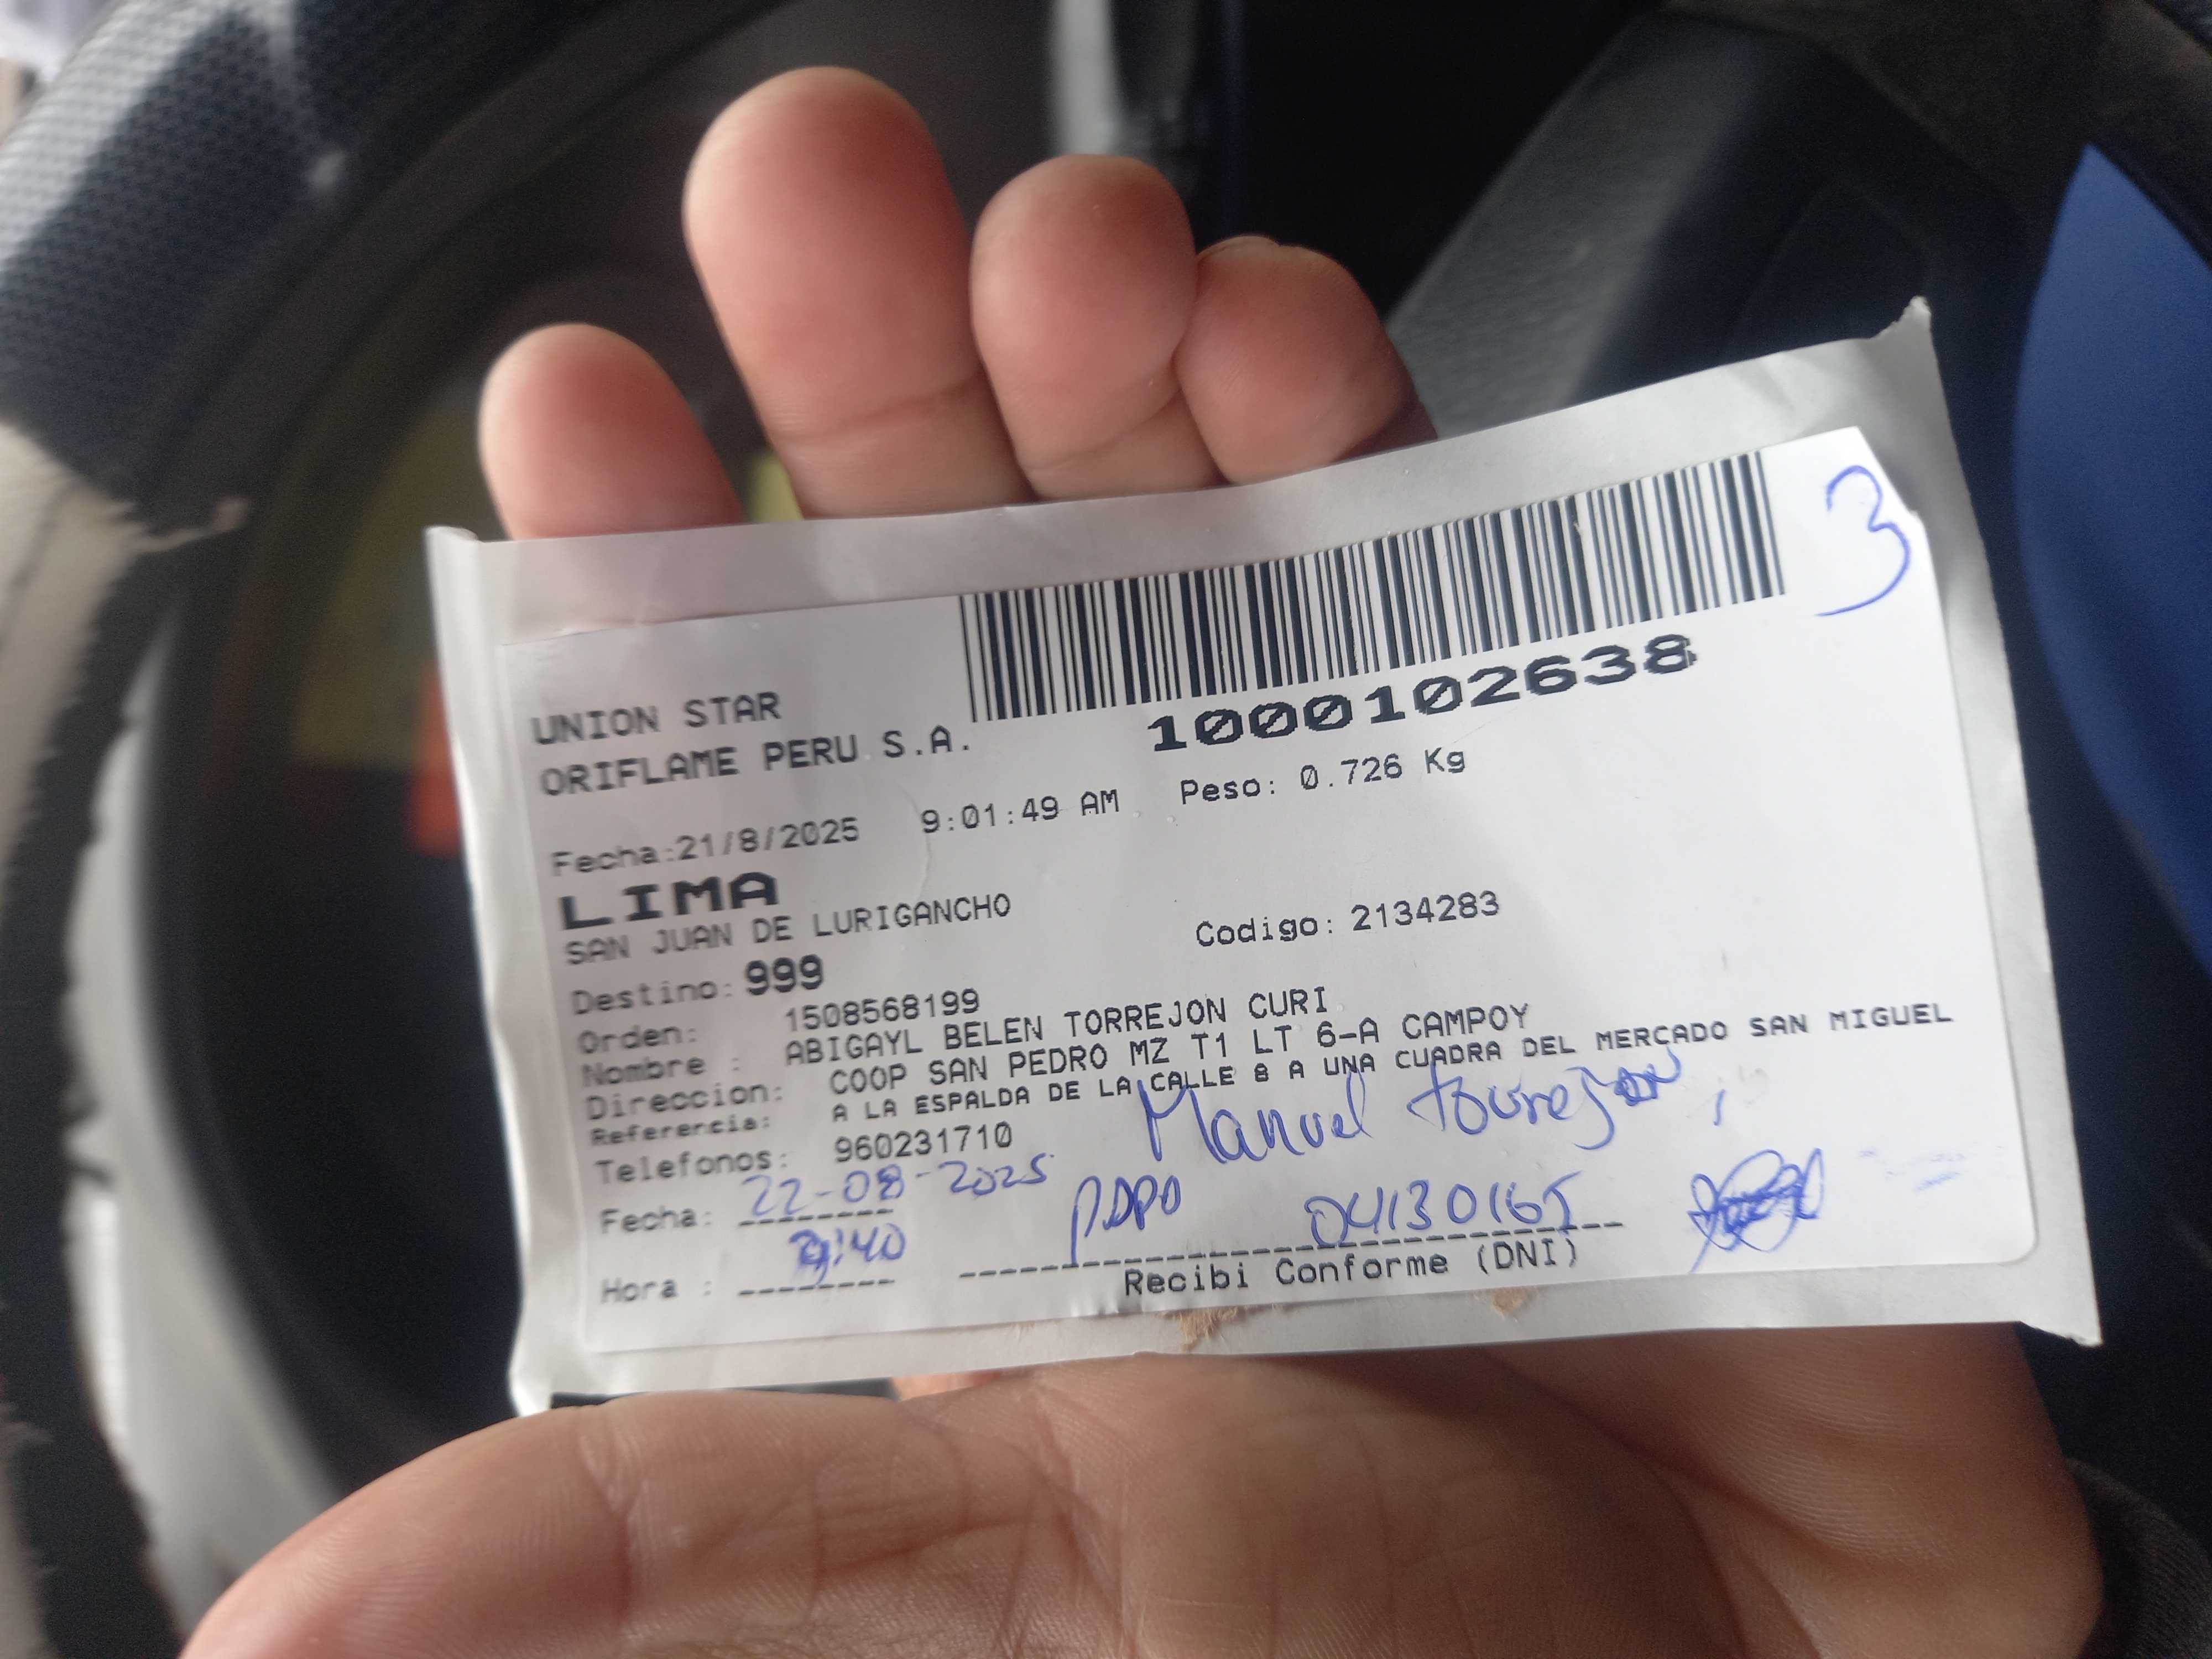 3
UNION STAR
ORIFLAME PERU S.A.
1000102638
Fecha:21/8/2025 9:01:49 AM Peso: 0.726 Kg
LIMA
SAN JUAN DE LURIGANCHO
Codigo: 2134283
Destino: 999
Orden: 1508568199
Nombre : ABIGAYL BELEN TORREJON CURI
Direccion: COOP SAN PEDRO MZ T1 LT 6-A CAMPOY
Referencia: A LA ESPALDA DE LA CALLE 8 A UNA CUADRA DEL MERCADO SAN MIGUEL
Telefonos: 960231710
Manuel torrejon
Fecha: 22-08-2025
04130165
Hora : :40
Recibi Conforme (DNI)